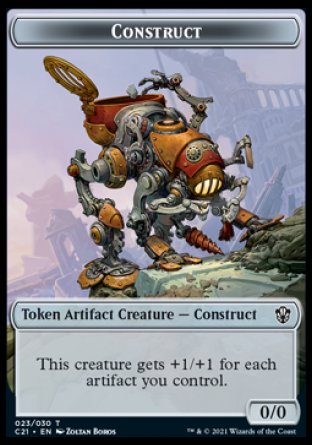 Construct
Token Artifact Creature — Construct
This creature gets +1/+1 for each
artifact you control.
0/0
023/030 T
C21 • EN Zoltan Boros
™ & © 2021 Wizards of the Coast